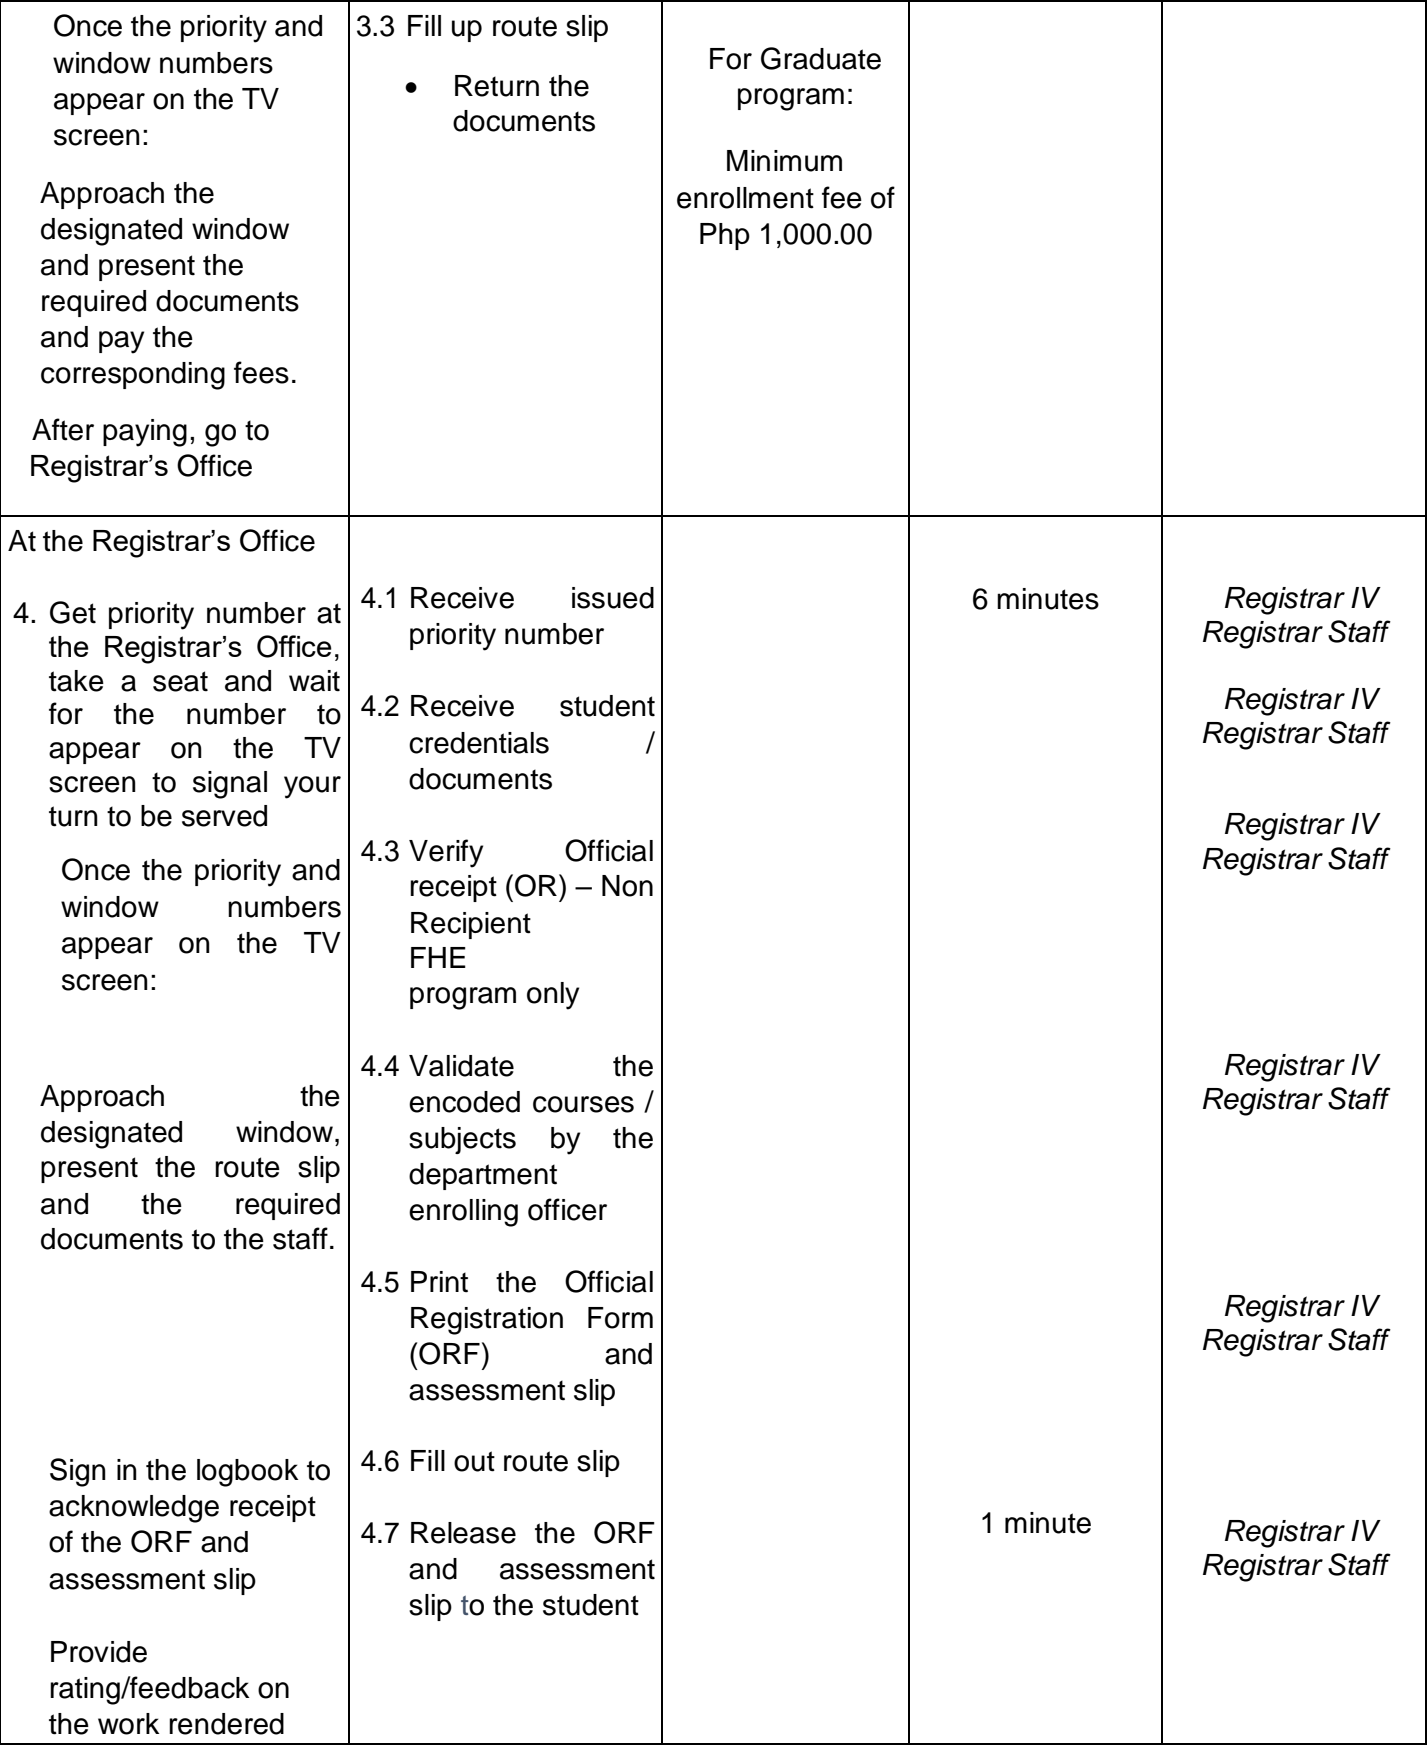 Once the priority and
window numbers
appear on the TV
screen:
Approach the
designated window
and present the
required documents
and pay the
corresponding fees.
After paying, go to
Registrar’s Office
3.3 Fill up route slip
• Return the
documents
For Graduate
program:
Minimum
enrollment fee of
Php 1,000.00
At the Registrar’s Office
4. Get priority number at
the Registrar’s Office,
take a seat and wait
for the number to
appear on the TV
screen to signal your
turn to be served
Once the priority and
window numbers
appear on the TV
screen:
Approach the
designated window,
present the route slip
and the required
documents to the staff.
Sign in the logbook to
acknowledge receipt
of the ORF and
assessment slip
Provide
rating/feedback on
the work rendered
4.1 Receive issued
priority number
4.2 Receive student
credentials /
documents
4.3 Verify Official
receipt (OR) – Non
Recipient
FHE
program only
4.4 Validate the
encoded courses /
subjects by the
department
enrolling officer
4.5 Print the Official
Registration Form
(ORF) and
assessment slip
4.6 Fill out route slip
4.7 Release the ORF
and assessment
slip to the student
6 minutes
1 minute
Registrar IV
Registrar Staff
Registrar IV
Registrar Staff
Registrar IV
Registrar Staff
Registrar IV
Registrar Staff
Registrar IV
Registrar Staff
Registrar IV
Registrar Staff